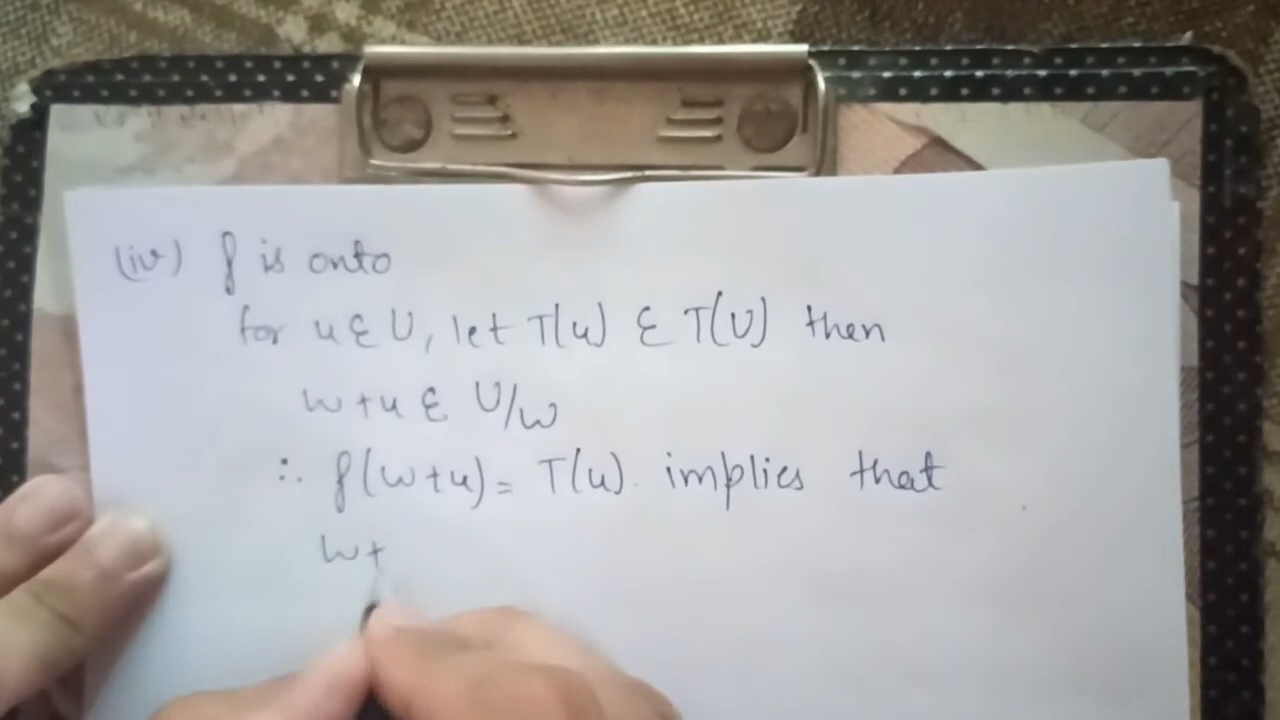 (iv) f is onto
for u ε U, let T(u) ε T(U) then
w+u ε U/w
∴ f(w+u) = T(u). implies that
w+